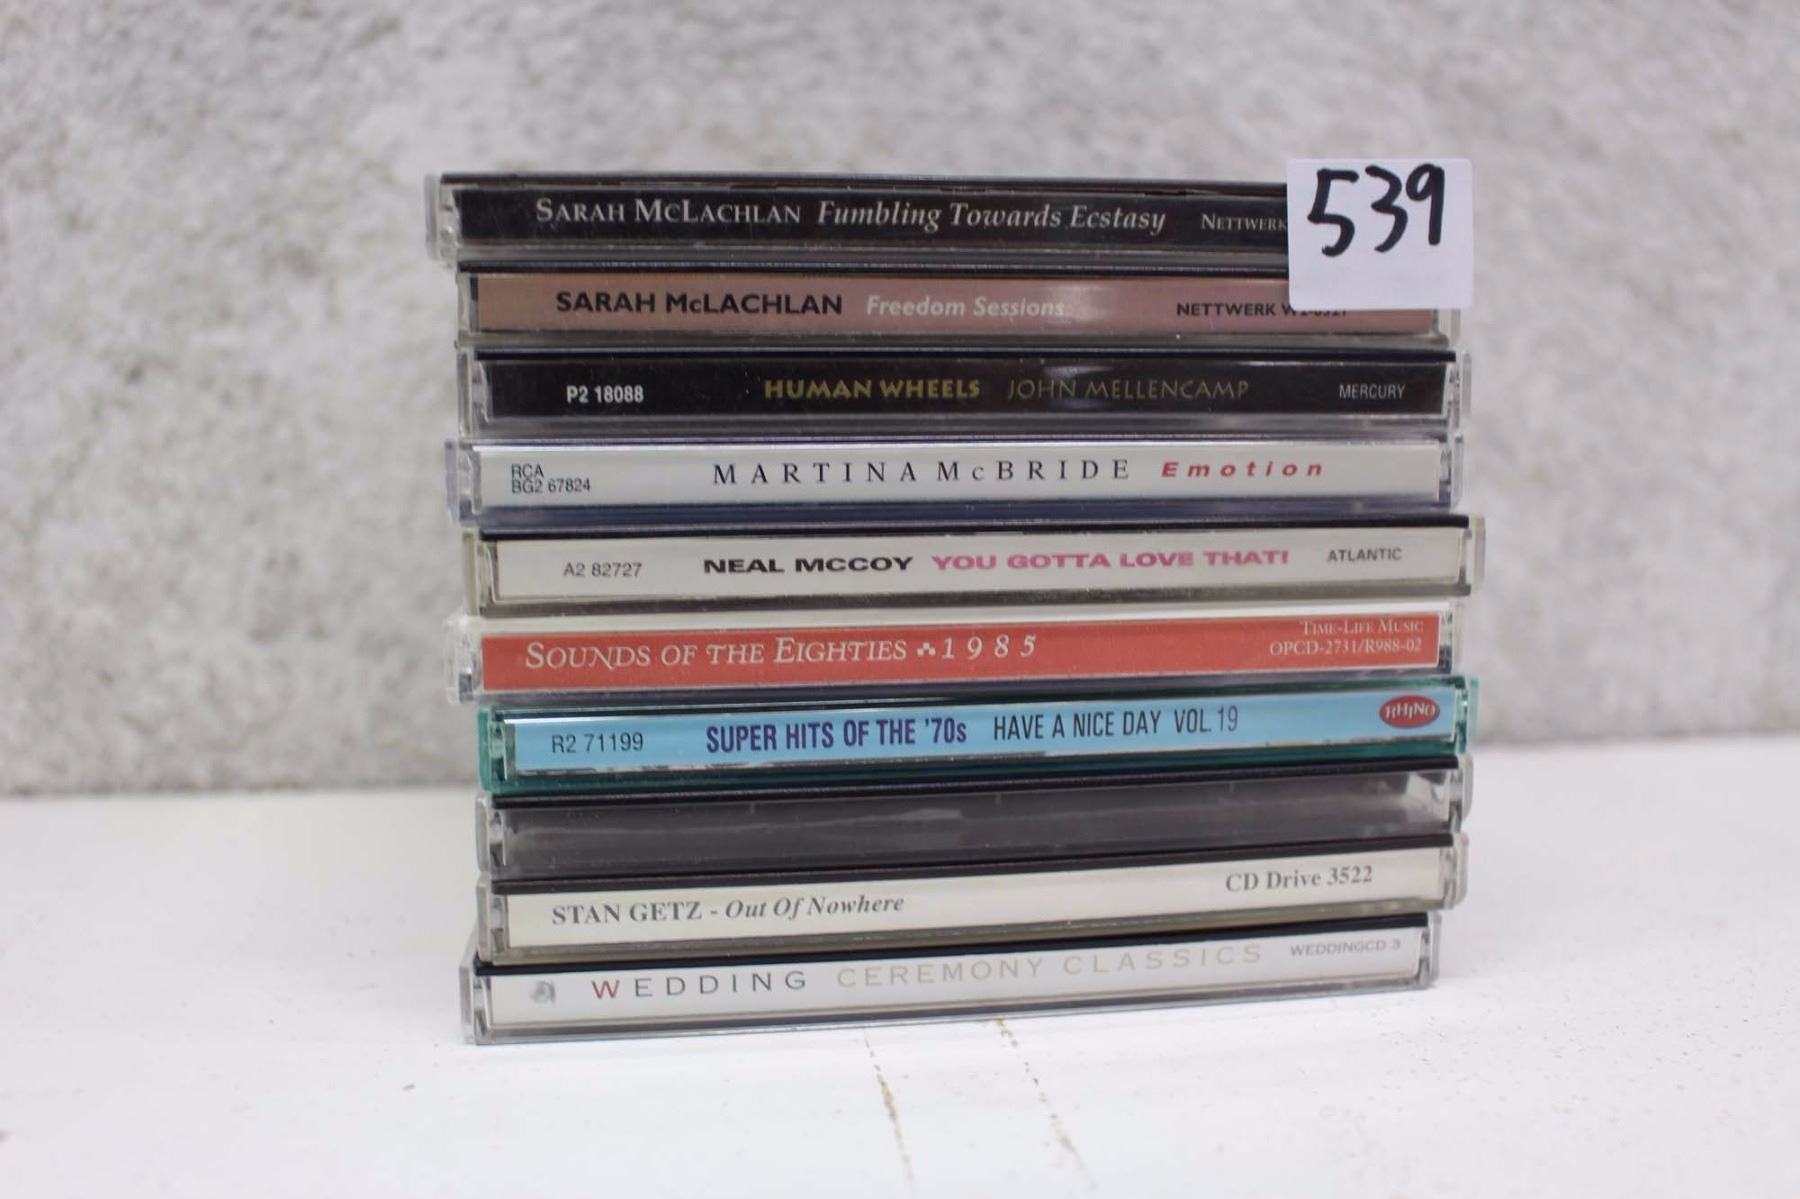 539
SARAH MCLACHLAN Fumbling Towards Ecstasy NETTWERK
SARAH McLACHLAN Freedom Sessions NETTWERK
P2 18088 HUMAN WHEELS JOHN MELLENCAMP MERCURY
RCA
BG2 67824
MARTINA McBRIDE Emotion
A2 82727 NEAL MCCOY YOU GOTTA LOVE THAT! ATLANTIC
SOUNDS OF THE EIGHTIES 1985
TIME-LIFE MUSIC
OPCD-2731/R988-02
R2 71199 SUPER HITS OF THE '70s HAVE A NICE DAY VOL. 19 RHINO
STAN GETZ - Out Of Nowhere CD Drive 3522
WEDDING CEREMONY CLASSICS WEDDINGCD 3